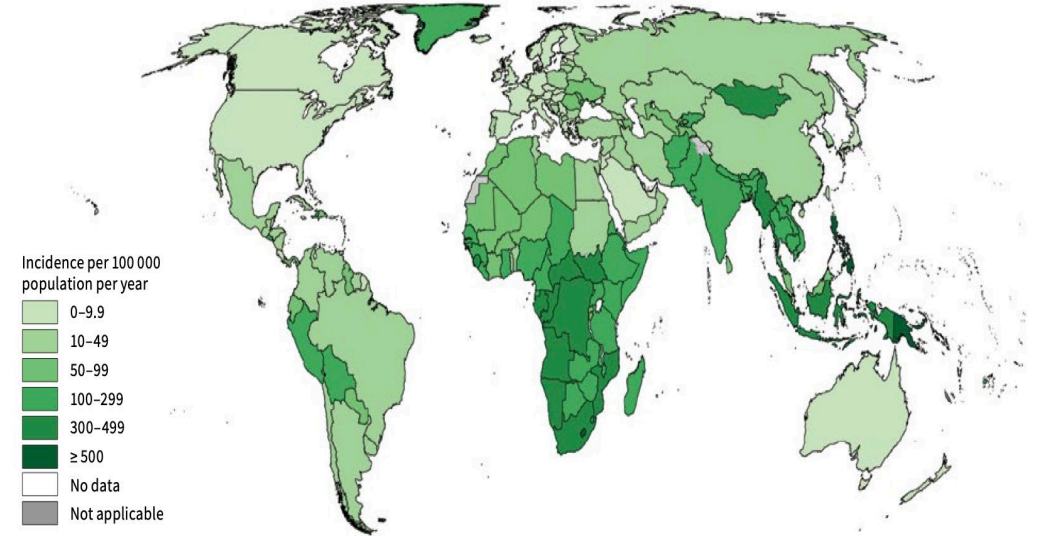 Incidence per 100 000
population per year
0–9.9
10–49
50–99
100–299
300–499
≥ 500
No data
Not applicable